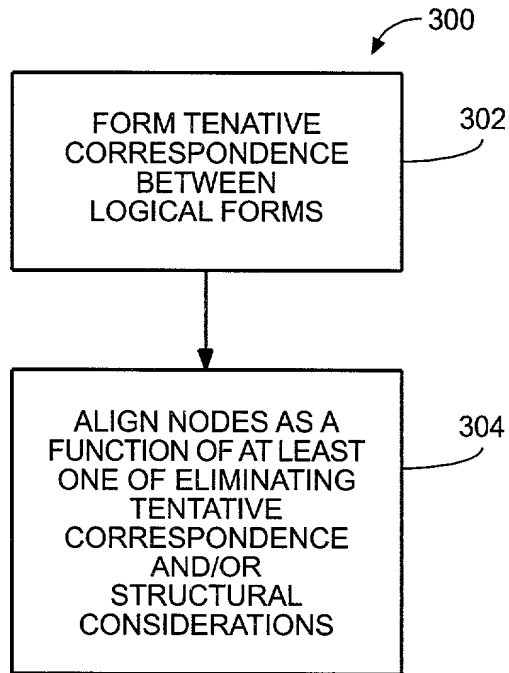 300
FORM TENATIVE
CORRESPONDENCE
BETWEEN
LOGICAL FORMS
302
ALIGN NODES AS A
FUNCTION OF AT LEAST
ONE OF ELIMINATING
TENTATIVE
CORRESPONDENCE
AND/OR
STRUCTURAL
CONSIDERATIONS
304